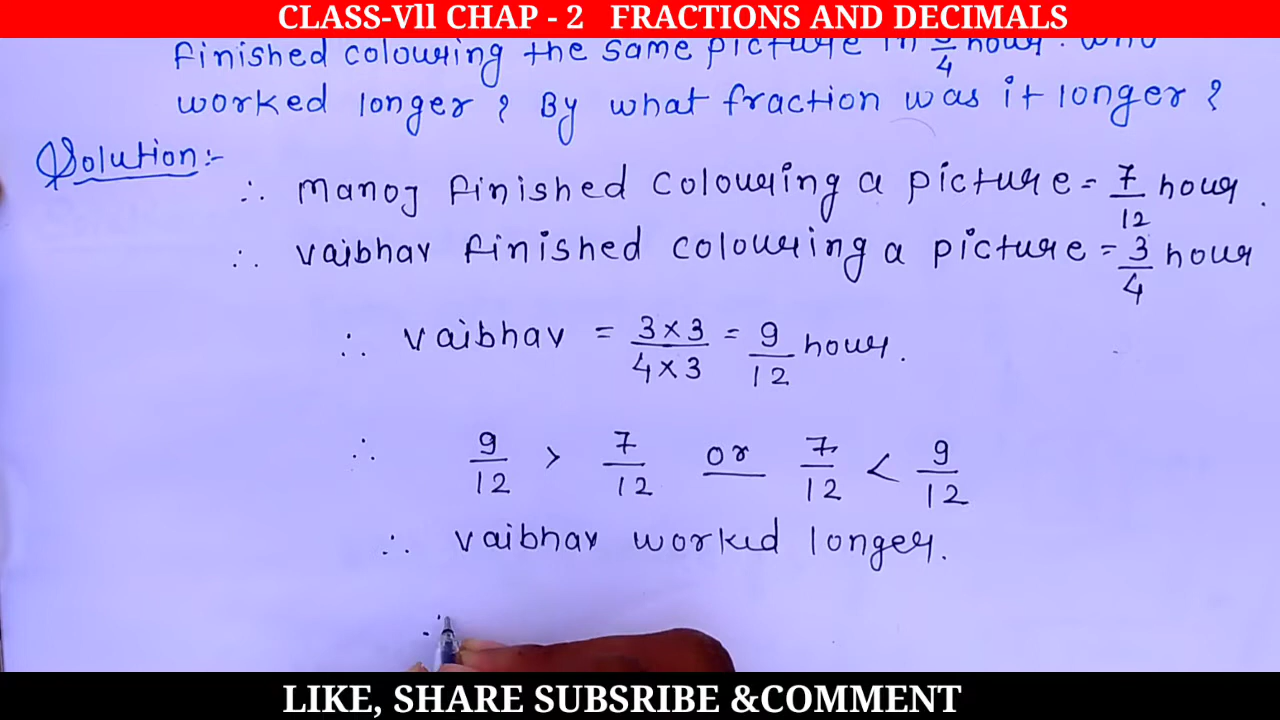 CLASS-Vll CHAP - 2 FRACTIONS AND DECIMALS
Finished colouring the same picture in 3/4 hour. Who
worked longer ? By what fraction was it longer ?
Solution:-
∴ Manoj finished colouring a picture = 7/12 hour.
∴ Vaibhav finished colouring a picture = 3/4 hour
∴ Vaibhav = 3×3/4×3 = 9/12 hour.
∴ 9/12 > 7/12 or 7/12 < 9/12
∴ Vaibhav worked longer.
LIKE, SHARE SUBSRIBE &COMMENT